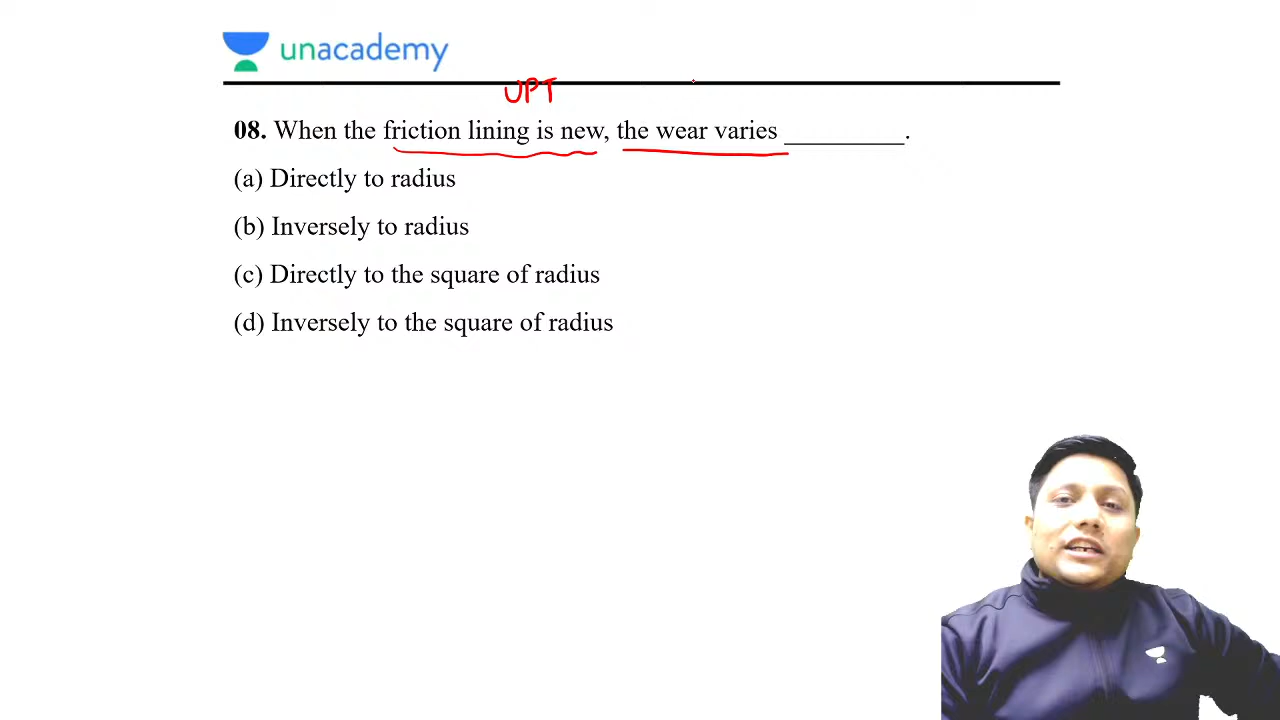 unacademy
UPT
08. When the friction lining is new, the wear varies _________.
(a) Directly to radius
(b) Inversely to radius
(c) Directly to the square of radius
(d) Inversely to the square of radius